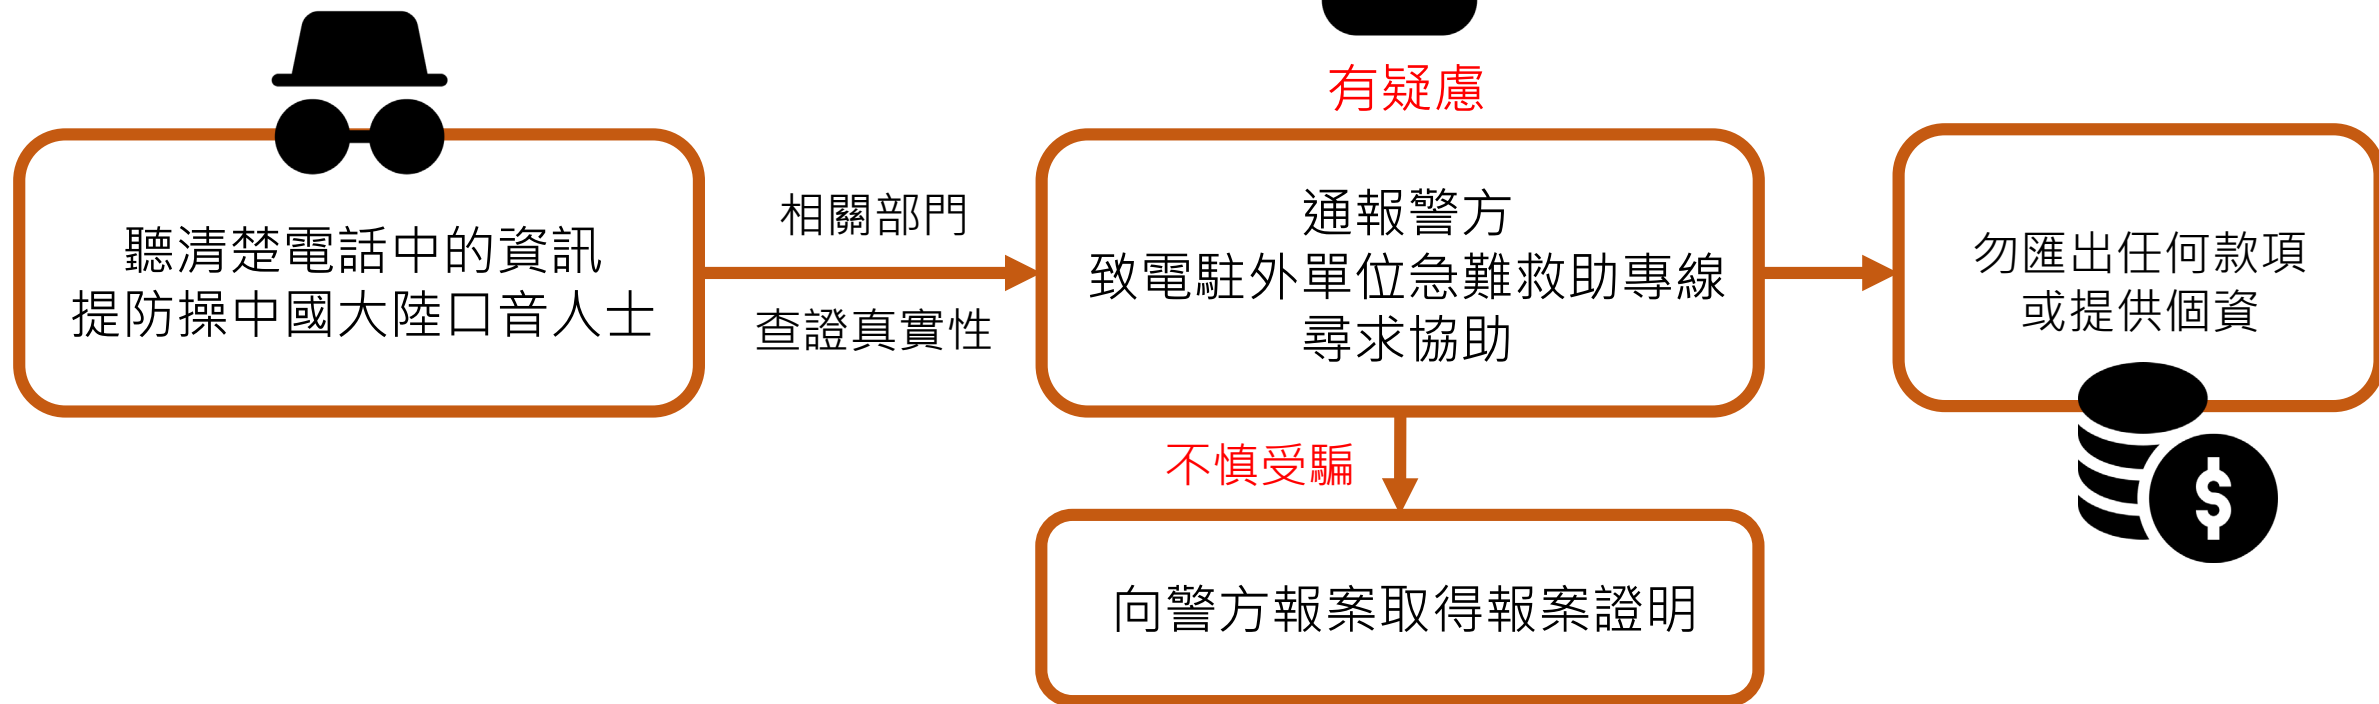 有疑慮
聽清楚電話中的資訊
提防操中國大陸口音人士
相關部門
查證真實性
通報警方
致電駐外單位急難救助專線
尋求協助
勿匯出任何款項
或提供個資
$
不慎受騙
向警方報案取得報案證明